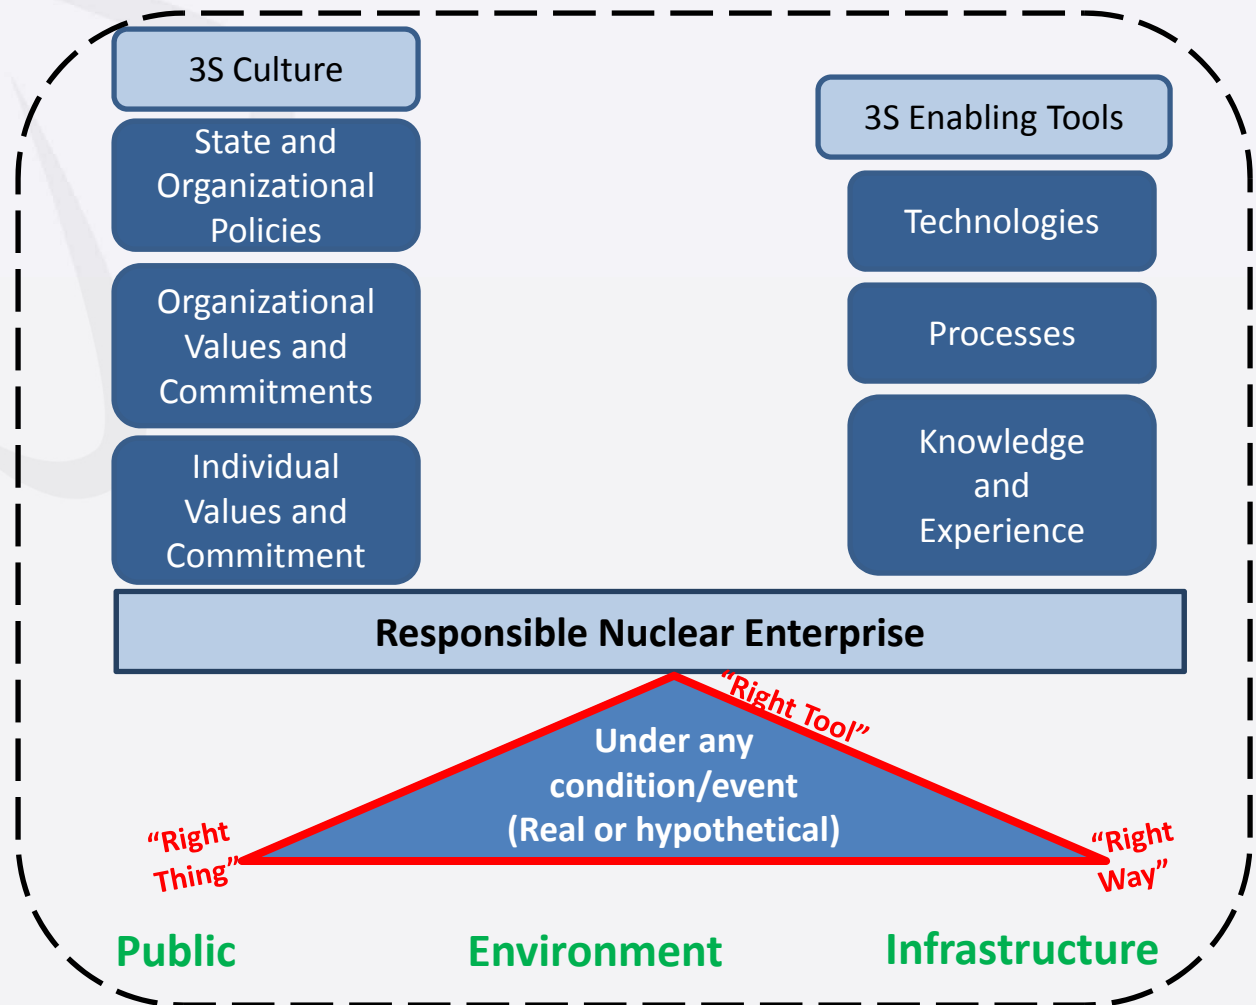 3S Culture
State and
Organizational
Policies
Organizational
Values and
Commitments
Individual
Values and
Commitment
3S Enabling Tools
Technologies
Processes
Knowledge
and
Experience
Responsible Nuclear Enterprise
“Right Tool”
Under any
condition/event
(Real or hypothetical)
“Right
Thing”
“Right
Way”
Public
Environment
Infrastructure